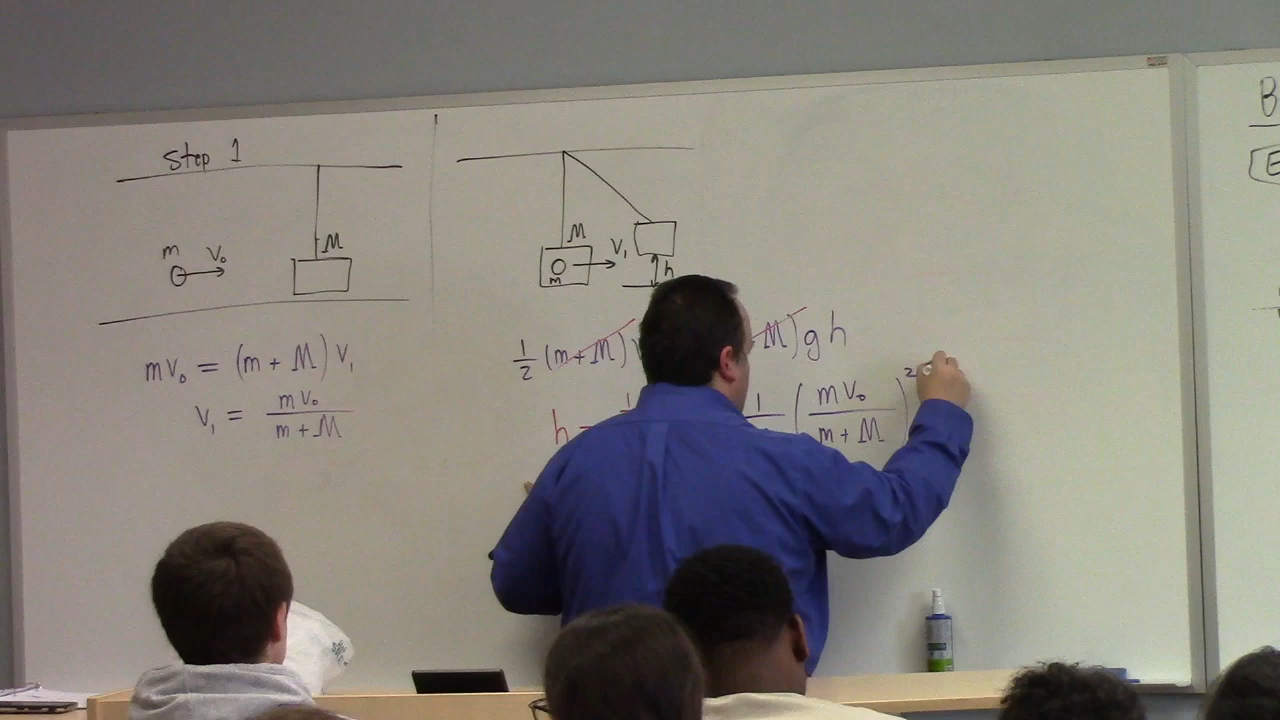 Step 1
M
m V₀
M
V₁
m
h
mV₀ = (m + M) V₁
V₁ = mV₀ / (m + M)
1/2 (m+M)
M) g h
h =
1
(mV₀ / (m + M))²
B
E